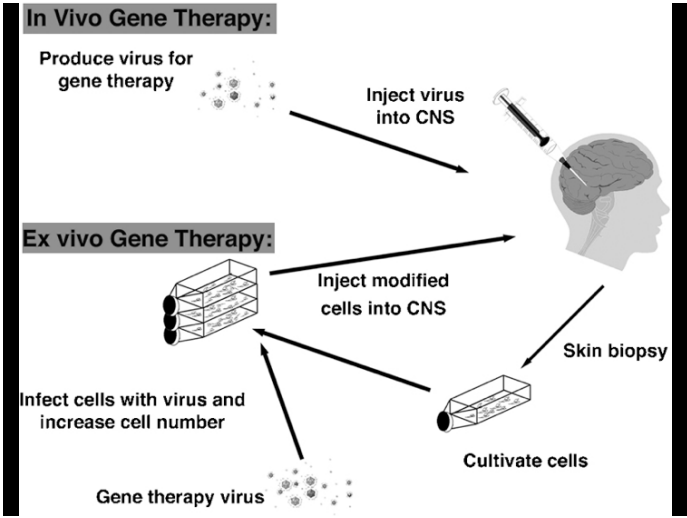 In Vivo Gene Therapy:
Produce virus for
gene therapy
Inject virus
into CNS
Ex vivo Gene Therapy:
Inject modified
cells into CNS
Skin biopsy
Infect cells with virus and
increase cell number
Cultivate cells
Gene therapy virus